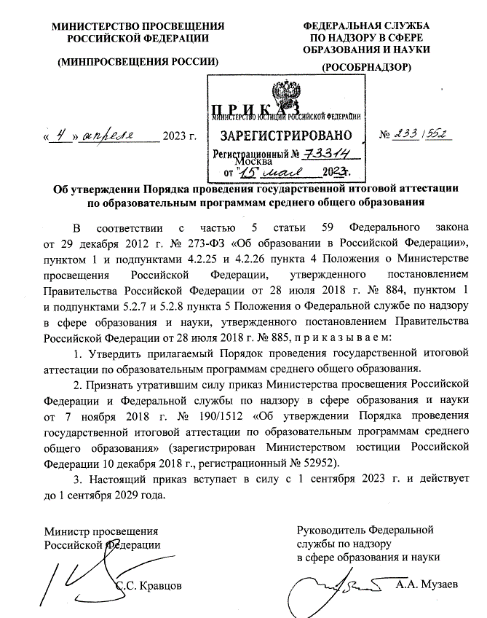 МИНИСТЕРСТВО ПРОСВЕЩЕНИЯ
РОССИЙСКОЙ ФЕДЕРАЦИИ
(МИНПРОСВЕЩЕНИЯ РОССИИ)
ФЕДЕРАЛЬНАЯ СЛУЖБА
ПО НАДЗОРУ В СФЕРЕ
ОБРАЗОВАНИЯ И НАУКИ
(РОСОБРНАДЗОР)
П Р И К А З
МИНИСТЕРСТВО ЮСТИЦИИ РОССИЙСКОЙ ФЕДЕРАЦИИ
ЗАРЕГИСТРИРОВАНО
Регистрационный № 73314
Москва
от "15 мая 2023г.
« 4 » апреля 2023 г.
№ 233/552
Об утверждении Порядка проведения государственной итоговой аттестации
по образовательным программам среднего общего образования
В соответствии с частью 5 статьи 59 Федерального закона
от 29 декабря 2012 г. № 273-ФЗ «Об образовании в Российской Федерации»,
пунктом 1 и подпунктами 4.2.25 и 4.2.26 пункта 4 Положения о Министерстве
просвещения Российской Федерации, утвержденного постановлением
Правительства Российской Федерации от 28 июля 2018 г. № 884, пунктом 1
и подпунктами 5.2.7 и 5.2.8 пункта 5 Положения о Федеральной службе по надзору
в сфере образования и науки, утвержденного постановлением Правительства
Российской Федерации от 28 июля 2018 г. № 885, п р и к а з ы в а е м:
1. Утвердить прилагаемый Порядок проведения государственной итоговой
аттестации по образовательным программам среднего общего образования.
2. Признать утратившим силу приказ Министерства просвещения Российской
Федерации и Федеральной службы по надзору в сфере образования и науки
от 7 ноября 2018 г. № 190/1512 «Об утверждении Порядка проведения
государственной итоговой аттестации по образовательным программам среднего
общего образования» (зарегистрирован Министерством юстиции Российской
Федерации 10 декабря 2018 г., регистрационный № 52952).
3. Настоящий приказ вступает в силу с 1 сентября 2023 г. и действует
до 1 сентября 2029 года.
Министр просвещения
Российской Федерации
С.С. Кравцов
Руководитель Федеральной
службы по надзору
в сфере образования и науки
А.А. Музаев